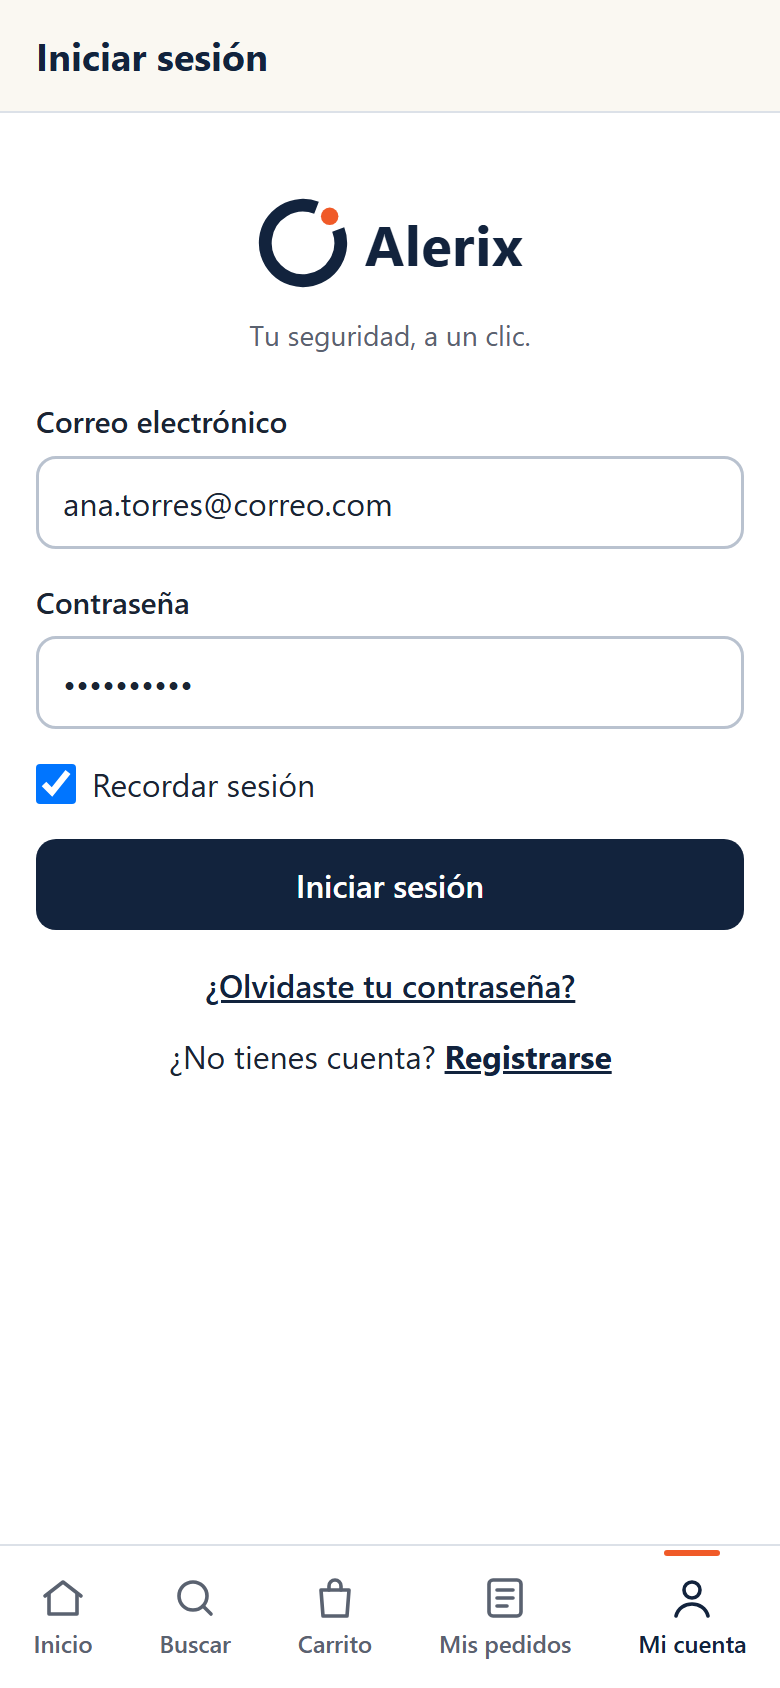 Iniciar sesión
Alerix
Tu seguridad, a un clic.
Correo electrónico
ana.torres@correo.com
Contraseña
••••••••••
Recordar sesión
Iniciar sesión
¿Olvidaste tu contraseña?
¿No tienes cuenta? Registrarse
Inicio Buscar Carrito Mis pedidos Mi cuenta